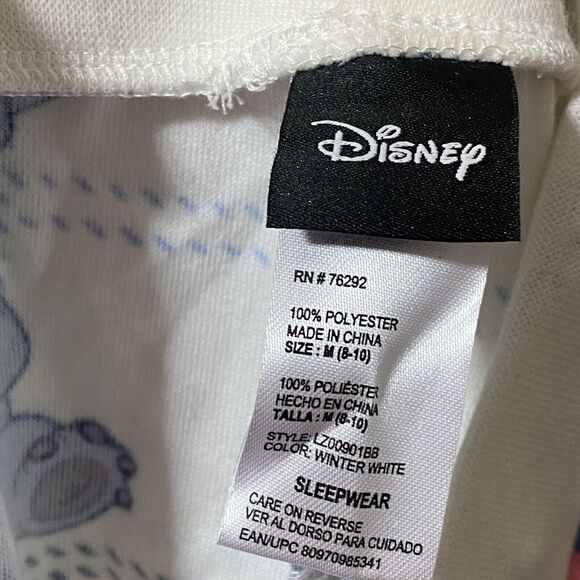 Disney
RN # 76292
100% POLYESTER
MADE IN CHINA
SIZE : M (8-10)
100% POLIÉSTER
HECHO EN CHINA
TALLA : M (8-10)
STYLE: LZ00901BB
COLOR: WINTER WHITE
SLEEPWEAR
CARE ON REVERSE
VER AL DORSO PARA CUIDADO
EAN/UPC 80970985341